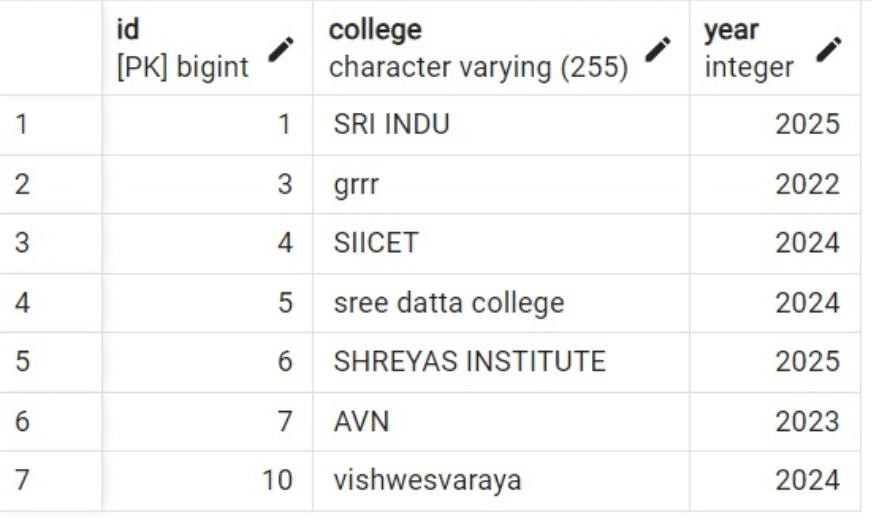 id college year
[PK] bigint character varying (255) integer
1 1 SRI INDU 2025
2 3 grrr 2022
3 4 SIICET 2024
4 5 sree datta college 2024
5 6 SHREYAS INSTITUTE 2025
6 7 AVN 2023
7 10 vishwesvaraya 2024